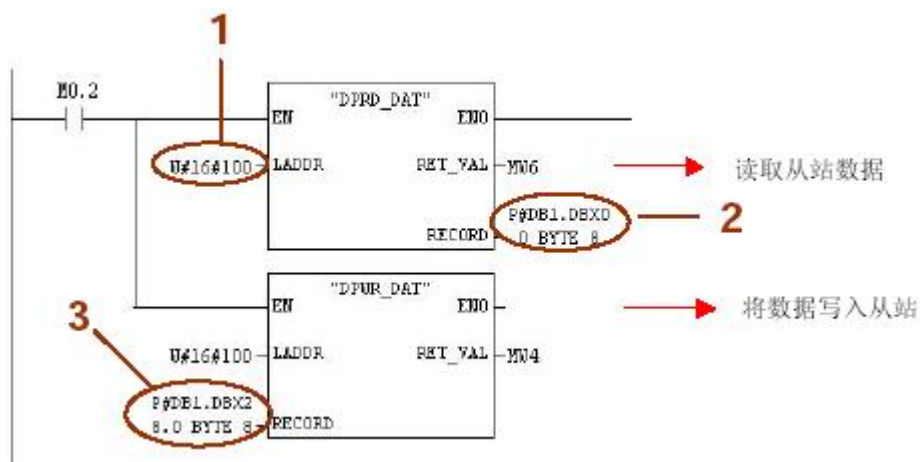 1
M0.2
"DPRD_DAT"
EN
ENO
W#16#100
LADDR
RET_VAL
MW6
读取从站数据
P#DB1.DBX0
.0 BYTE 8
RECORD
2
"DPWR_DAT"
EN
ENO
将数据写入从站
3
W#16#100
LADDR
RET_VAL
MW4
P#DB1.DBX2
8.0 BYTE 8
RECORD